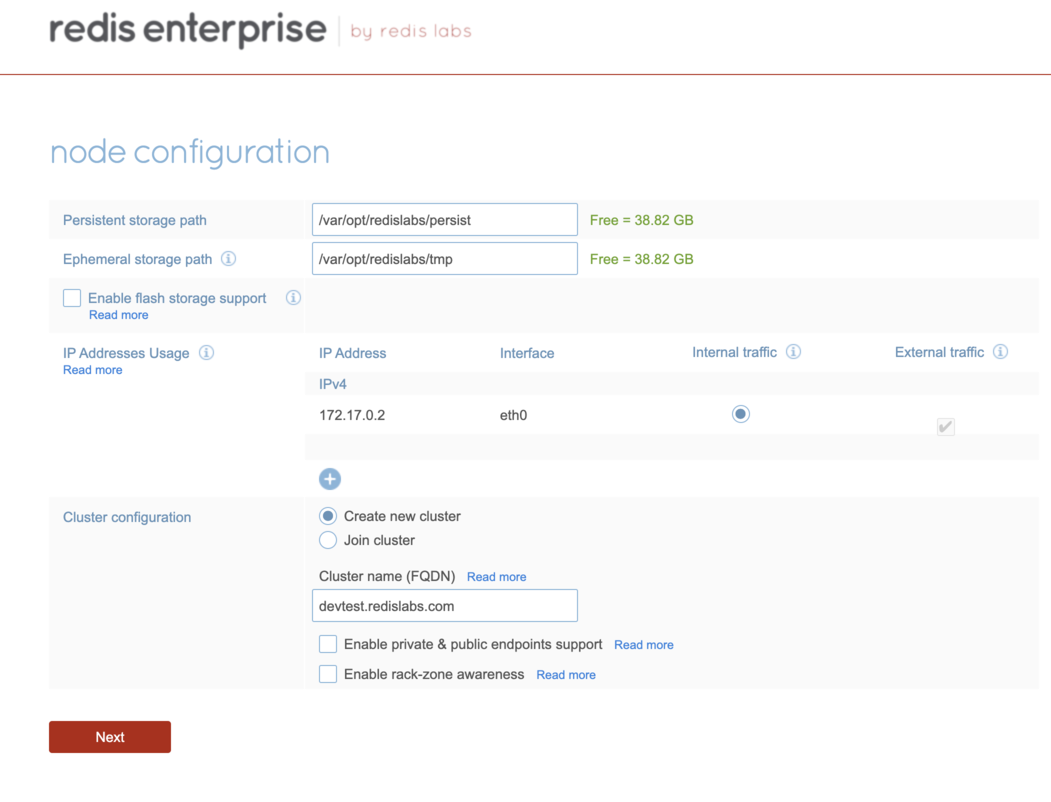 redis enterprise | by redis labs
node configuration
Persistent storage path /var/opt/redislabs/persist Free = 38.82 GB
Ephemeral storage path /var/opt/redislabs/tmp Free = 38.82 GB
Enable flash storage support
Read more
IP Addresses Usage IP Address Interface Internal traffic External traffic
Read more
IPv4
172.17.0.2 eth0
Cluster configuration Create new cluster
Join cluster
Cluster name (FQDN) Read more
devtest.redislabs.com
Enable private & public endpoints support Read more
Enable rack-zone awareness Read more
Next